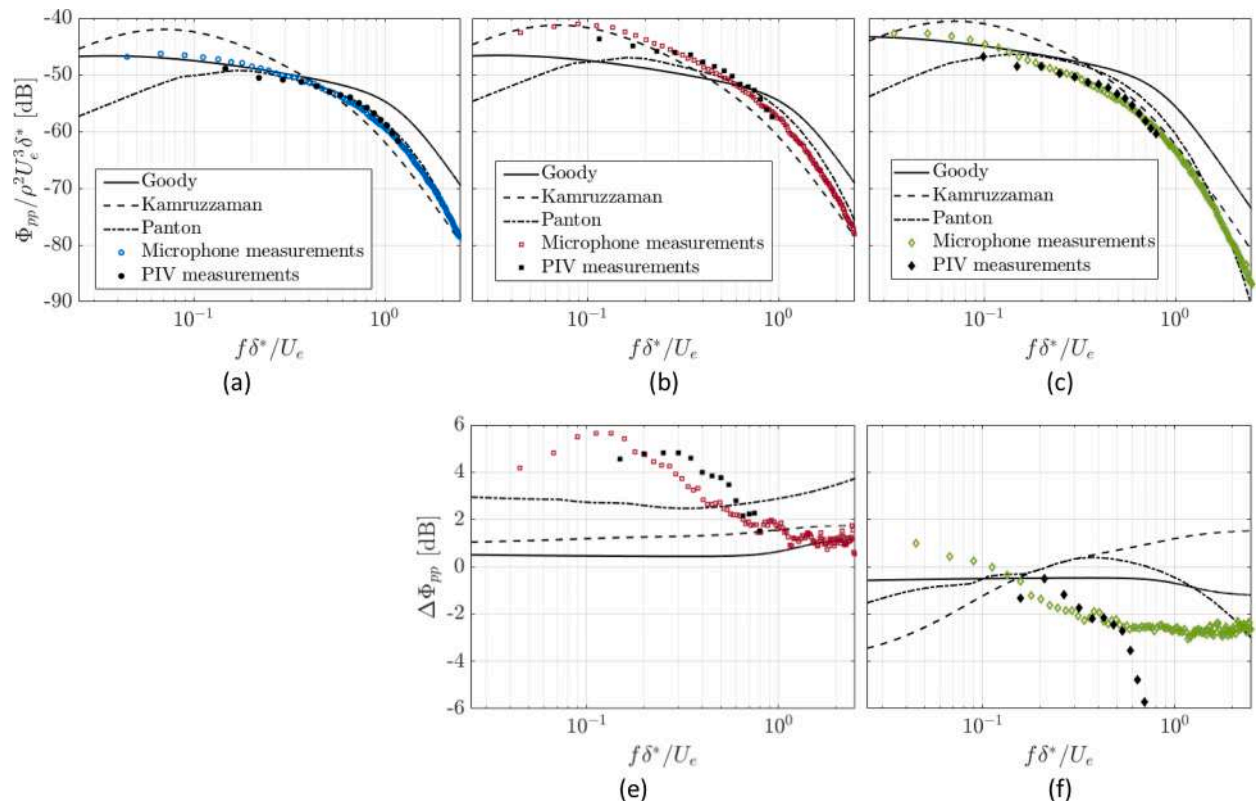 -40
-50
-60
-70
-80
-90
Φpp/ρ²Ue³δ* [dB]
Goody
Kamruzzaman
Panton
Microphone measurements
PIV measurements
10⁻¹ 10⁰
fδ*/Ue
(a)
Goody
Kamruzzaman
Panton
Microphone measurements
PIV measurements
10⁻¹ 10⁰
fδ*/Ue
(b)
Goody
Kamruzzaman
Panton
Microphone measurements
PIV measurements
10⁻¹ 10⁰
fδ*/Ue
(c)
6
4
2
0
-2
-4
-6
ΔΦpp [dB]
10⁻¹ 10⁰
fδ*/Ue
(e)
10⁻¹ 10⁰
fδ*/Ue
(f)